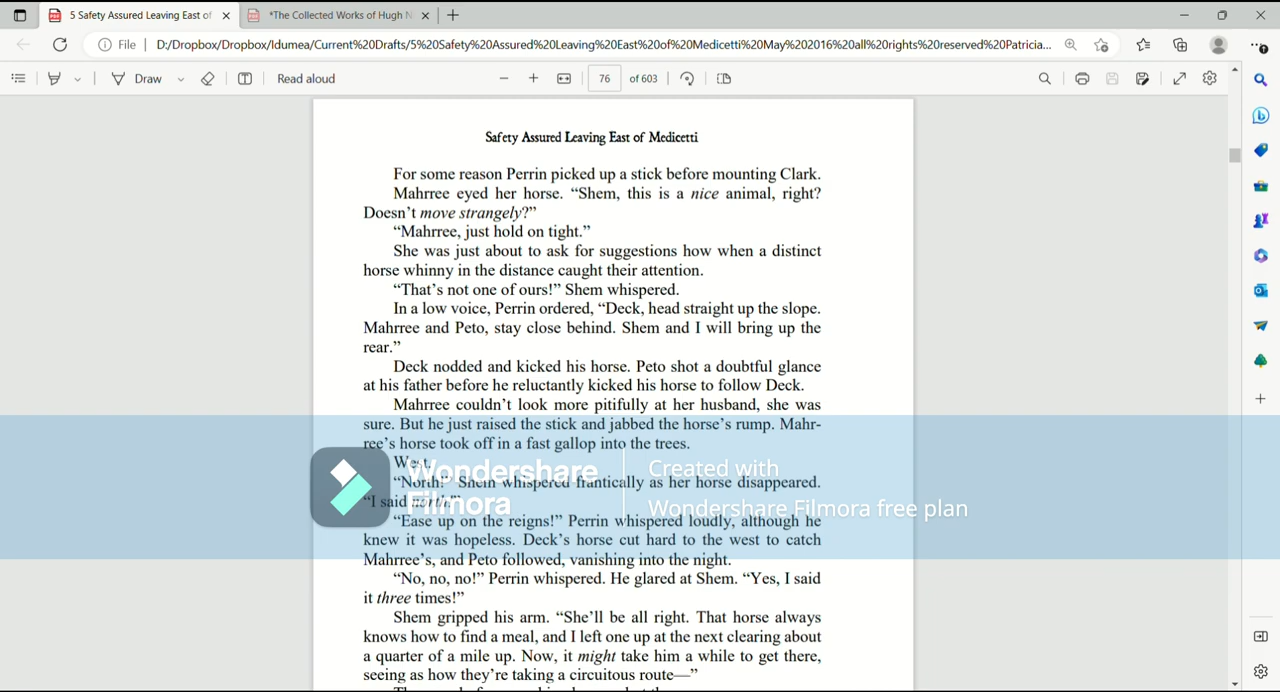 5 Safety Assured Leaving East of
*The Collected Works of Hugh N
File
D:/Dropbox/Dropbox/Idumea/Current%20Drafts/5%20Safety%20Assured%20Leaving%20East%20of%20Medicetti%20May%202016%20all%20rights%20reserved%20Patricia...
Draw
Read aloud
76
of 603
Safety Assured Leaving East of Medicetti
For some reason Perrin picked up a stick before mounting Clark.
Mahrree eyed her horse. “Shem, this is a nice animal, right?
Doesn’t move strangely?”
“Mahrree, just hold on tight.”
She was just about to ask for suggestions how when a distinct
horse whinny in the distance caught their attention.
“That’s not one of ours!” Shem whispered.
In a low voice, Perrin ordered, “Deck, head straight up the slope.
Mahrree and Peto, stay close behind. Shem and I will bring up the
rear.”
Deck nodded and kicked his horse. Peto shot a doubtful glance
at his father before he reluctantly kicked his horse to follow Deck.
Mahrree couldn’t look more pitifully at her husband, she was
sure. But he just raised the stick and jabbed the horse’s rump. Mahr-
ree’s horse took off in a fast gallop into the trees.
West.
“North!” Shem whispered frantically as her horse disappeared.
“I said north!”
“Ease up on the reigns!” Perrin whispered loudly, although he
knew it was hopeless. Deck’s horse cut hard to the west to catch
Mahrree’s, and Peto followed, vanishing into the night.
“No, no, no!” Perrin whispered. He glared at Shem. “Yes, I said
it three times!”
Shem gripped his arm. “She’ll be all right. That horse always
knows how to find a meal, and I left one up at the next clearing about
a quarter of a mile up. Now, it might take him a while to get there,
seeing as how they’re taking a circuitous route—”
Wondershare
Filmora
Created with
Wondershare Filmora free plan